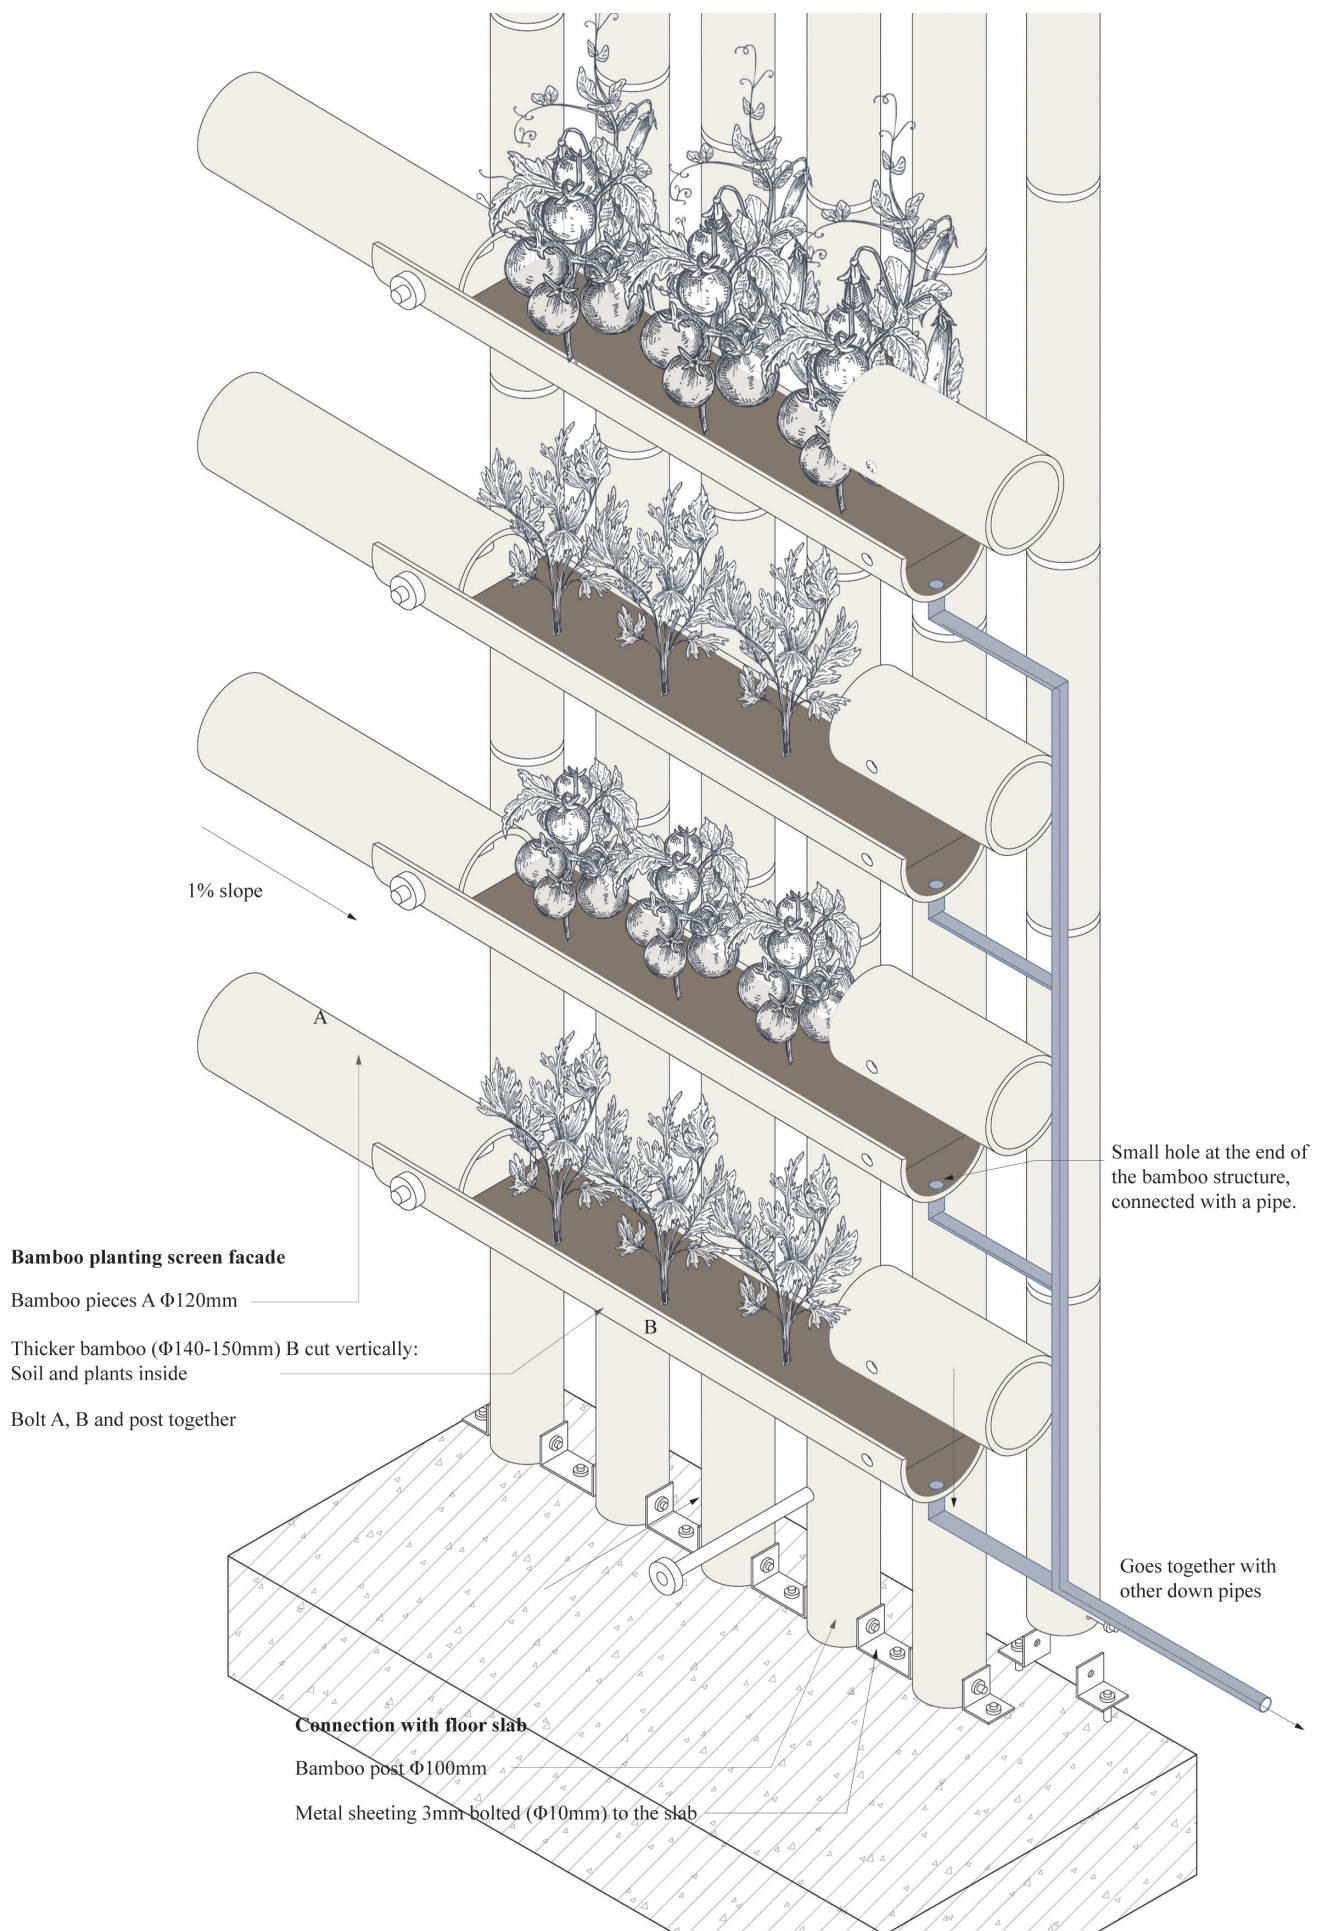 1% slope
A
Small hole at the end of
the bamboo structure,
connected with a pipe.
Bamboo planting screen facade
Bamboo pieces A Φ120mm
B
Thicker bamboo (Φ140-150mm) B cut vertically:
Soil and plants inside
Bolt A, B and post together
Goes together with
other down pipes
Connection with floor slab
Bamboo post Φ100mm
Metal sheeting 3mm bolted (Φ10mm) to the slab